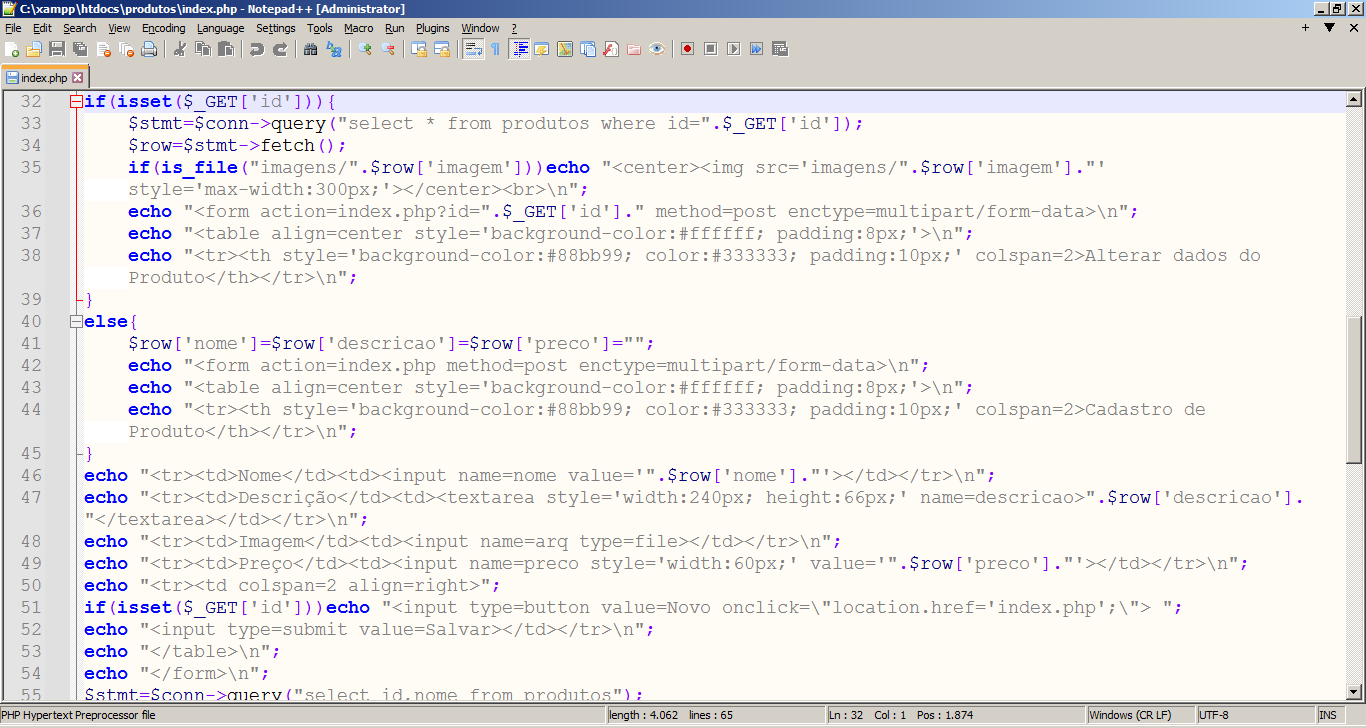 C:\xampp\htdocs\produtos\index.php - Notepad++ [Administrator]
File Edit Search View Encoding Language Settings Tools Macro Run Plugins Window ?
index.php
32 if(isset($_GET['id'])){
33 $stmt=$conn->query("select * from produtos where id=".$_GET['id']);
34 $row=$stmt->fetch();
35 if(is_file("imagens/".$row['imagem']))echo "<center><img src='imagens/".$row['imagem']."'
style='max-width:300px;'></center><br>\n";
36 echo "<form action=index.php?id=".$_GET['id']." method=post enctype=multipart/form-data>\n";
37 echo "<table align=center style='background-color:#ffffff; padding:8px;'>\n";
38 echo "<tr><th style='background-color:#88bb99; color:#333333; padding:10px;' colspan=2>Alterar dados do
Produto</th></tr>\n";
39 }
40 else{
41 $row['nome']=$row['descricao']=$row['preco']="";
42 echo "<form action=index.php method=post enctype=multipart/form-data>\n";
43 echo "<table align=center style='background-color:#ffffff; padding:8px;'>\n";
44 echo "<tr><th style='background-color:#88bb99; color:#333333; padding:10px;' colspan=2>Cadastro de
Produto</th></tr>\n";
45 }
46 echo "<tr><td>Nome</td><td><input name=nome value='".$row['nome']."'></td></tr>\n";
47 echo "<tr><td>Descrição</td><td><textarea style='width:240px; height:66px;' name=descricao>".$row['descricao'].
"</textarea></td></tr>\n";
48 echo "<tr><td>Imagem</td><td><input name=arq type=file></td></tr>\n";
49 echo "<tr><td>Preço</td><td><input name=preco style='width:60px;' value='".$row['preco']."'></td></tr>\n";
50 echo "<tr><td colspan=2 align=right>";
51 if(isset($_GET['id']))echo "<input type=button value=Novo onclick=\"location.href='index.php';\"> ";
52 echo "<input type=submit value=Salvar></td></tr>\n";
53 echo "</table>\n";
54 echo "</form>\n";
55 $stmt=$conn->query("select id,nome from produtos");
PHP Hypertext Preprocessor file length : 4.062 lines : 65 Ln : 32 Col : 1 Pos : 1.874 Windows (CR LF) UTF-8 INS